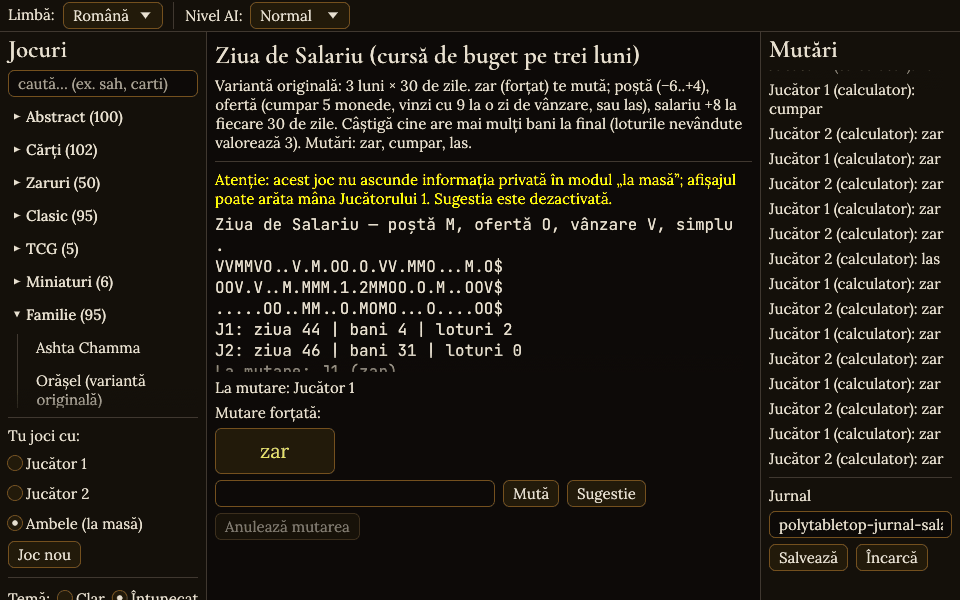 Limbă:
Română
Nivel AI:
Normal
Jocuri
caută... (ex. sah, carti)
Abstract (100)
Cărți (102)
Zaruri (50)
Clasic (95)
TCG (5)
Miniaturi (6)
Familie (95)
Ashta Chamma
Orășel (variantă
originală)
Tu joci cu:
Jucător 1
Jucător 2
Ambele (la masă)
Joc nou
Temă: Clar Întunecat
Ziua de Salariu (cursă de buget pe trei luni)
Variantă originală: 3 luni × 30 de zile. zar (forțat) te mută; poștă (−6..+4),
ofertă (cumpar 5 monede, vinzi cu 9 la o zi de vânzare, sau las), salariu +8 la
fiecare 30 de zile. Câștigă cine are mai mulți bani la final (loturile nevândute
valorează 3). Mutări: zar, cumpar, las.
Atenție: acest joc nu ascunde informația privată în modul „la masă”; afișajul
poate arăta mâna Jucătorului 1. Sugestia este dezactivată.
Ziua de Salariu — poștă M, ofertă O, vânzare V, simplu
.
VVMMVO..V.M.OO.O.VV.MMO...M.O$
OOV.V..M.MMM.1.2MMOO.O.M..OOV$
.....OO..MM..O.MOMO...O....OO$
J1: ziua 44 | bani 4 | loturi 2
J2: ziua 46 | bani 31 | loturi 0
La mutare: J1 (zar)
La mutare: Jucător 1
Mutare forțată:
zar
Mută
Sugestie
Anulează mutarea
Mutări
Jucător 1 (calculator):
cumpar
Jucător 2 (calculator): zar
Jucător 1 (calculator): zar
Jucător 2 (calculator): zar
Jucător 1 (calculator): zar
Jucător 2 (calculator): zar
Jucător 2 (calculator): las
Jucător 1 (calculator): zar
Jucător 2 (calculator): zar
Jucător 1 (calculator): zar
Jucător 2 (calculator): zar
Jucător 1 (calculator): zar
Jucător 2 (calculator): zar
Jucător 1 (calculator): zar
Jucător 2 (calculator): zar
Jurnal
polytabletop-jurnal-sala
Salvează
Încarcă